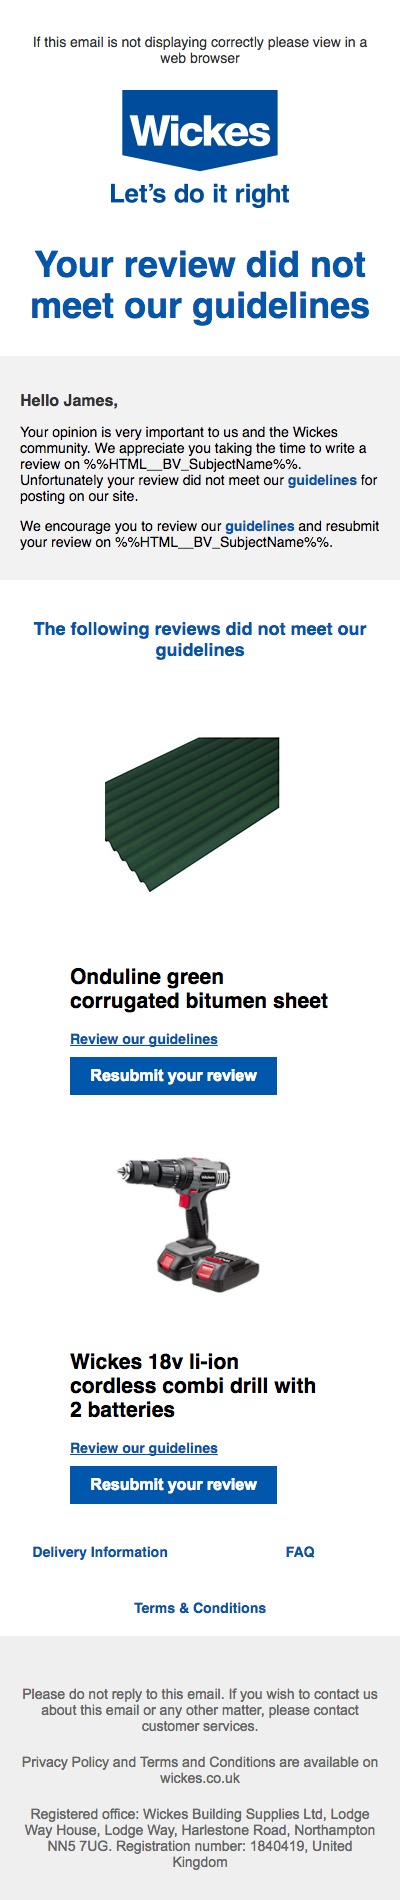 If this email is not displaying correctly please view in a
web browser
Wickes
Let's do it right
Your review did not
meet our guidelines
Hello James,
Your opinion is very important to us and the Wickes
community. We appreciate you taking the time to write a
review on %%HTML__BV_SubjectName%%.
Unfortunately your review did not meet our guidelines for
posting on our site.
We encourage you to review our guidelines and resubmit
your review on %%HTML__BV_SubjectName%%.
The following reviews did not meet our
guidelines
Onduline green
corrugated bitumen sheet
Review our guidelines
Resubmit your review
Wickes
Wickes 18v li-ion
cordless combi drill with
2 batteries
Review our guidelines
Resubmit your review
Delivery Information
FAQ
Terms & Conditions
Please do not reply to this email. If you wish to contact us
about this email or any other matter, please contact
customer services.
Privacy Policy and Terms and Conditions are available on
wickes.co.uk
Registered office: Wickes Building Supplies Ltd, Lodge
Way House, Lodge Way, Harlestone Road, Northampton
NN5 7UG. Registration number: 1840419, United
Kingdom